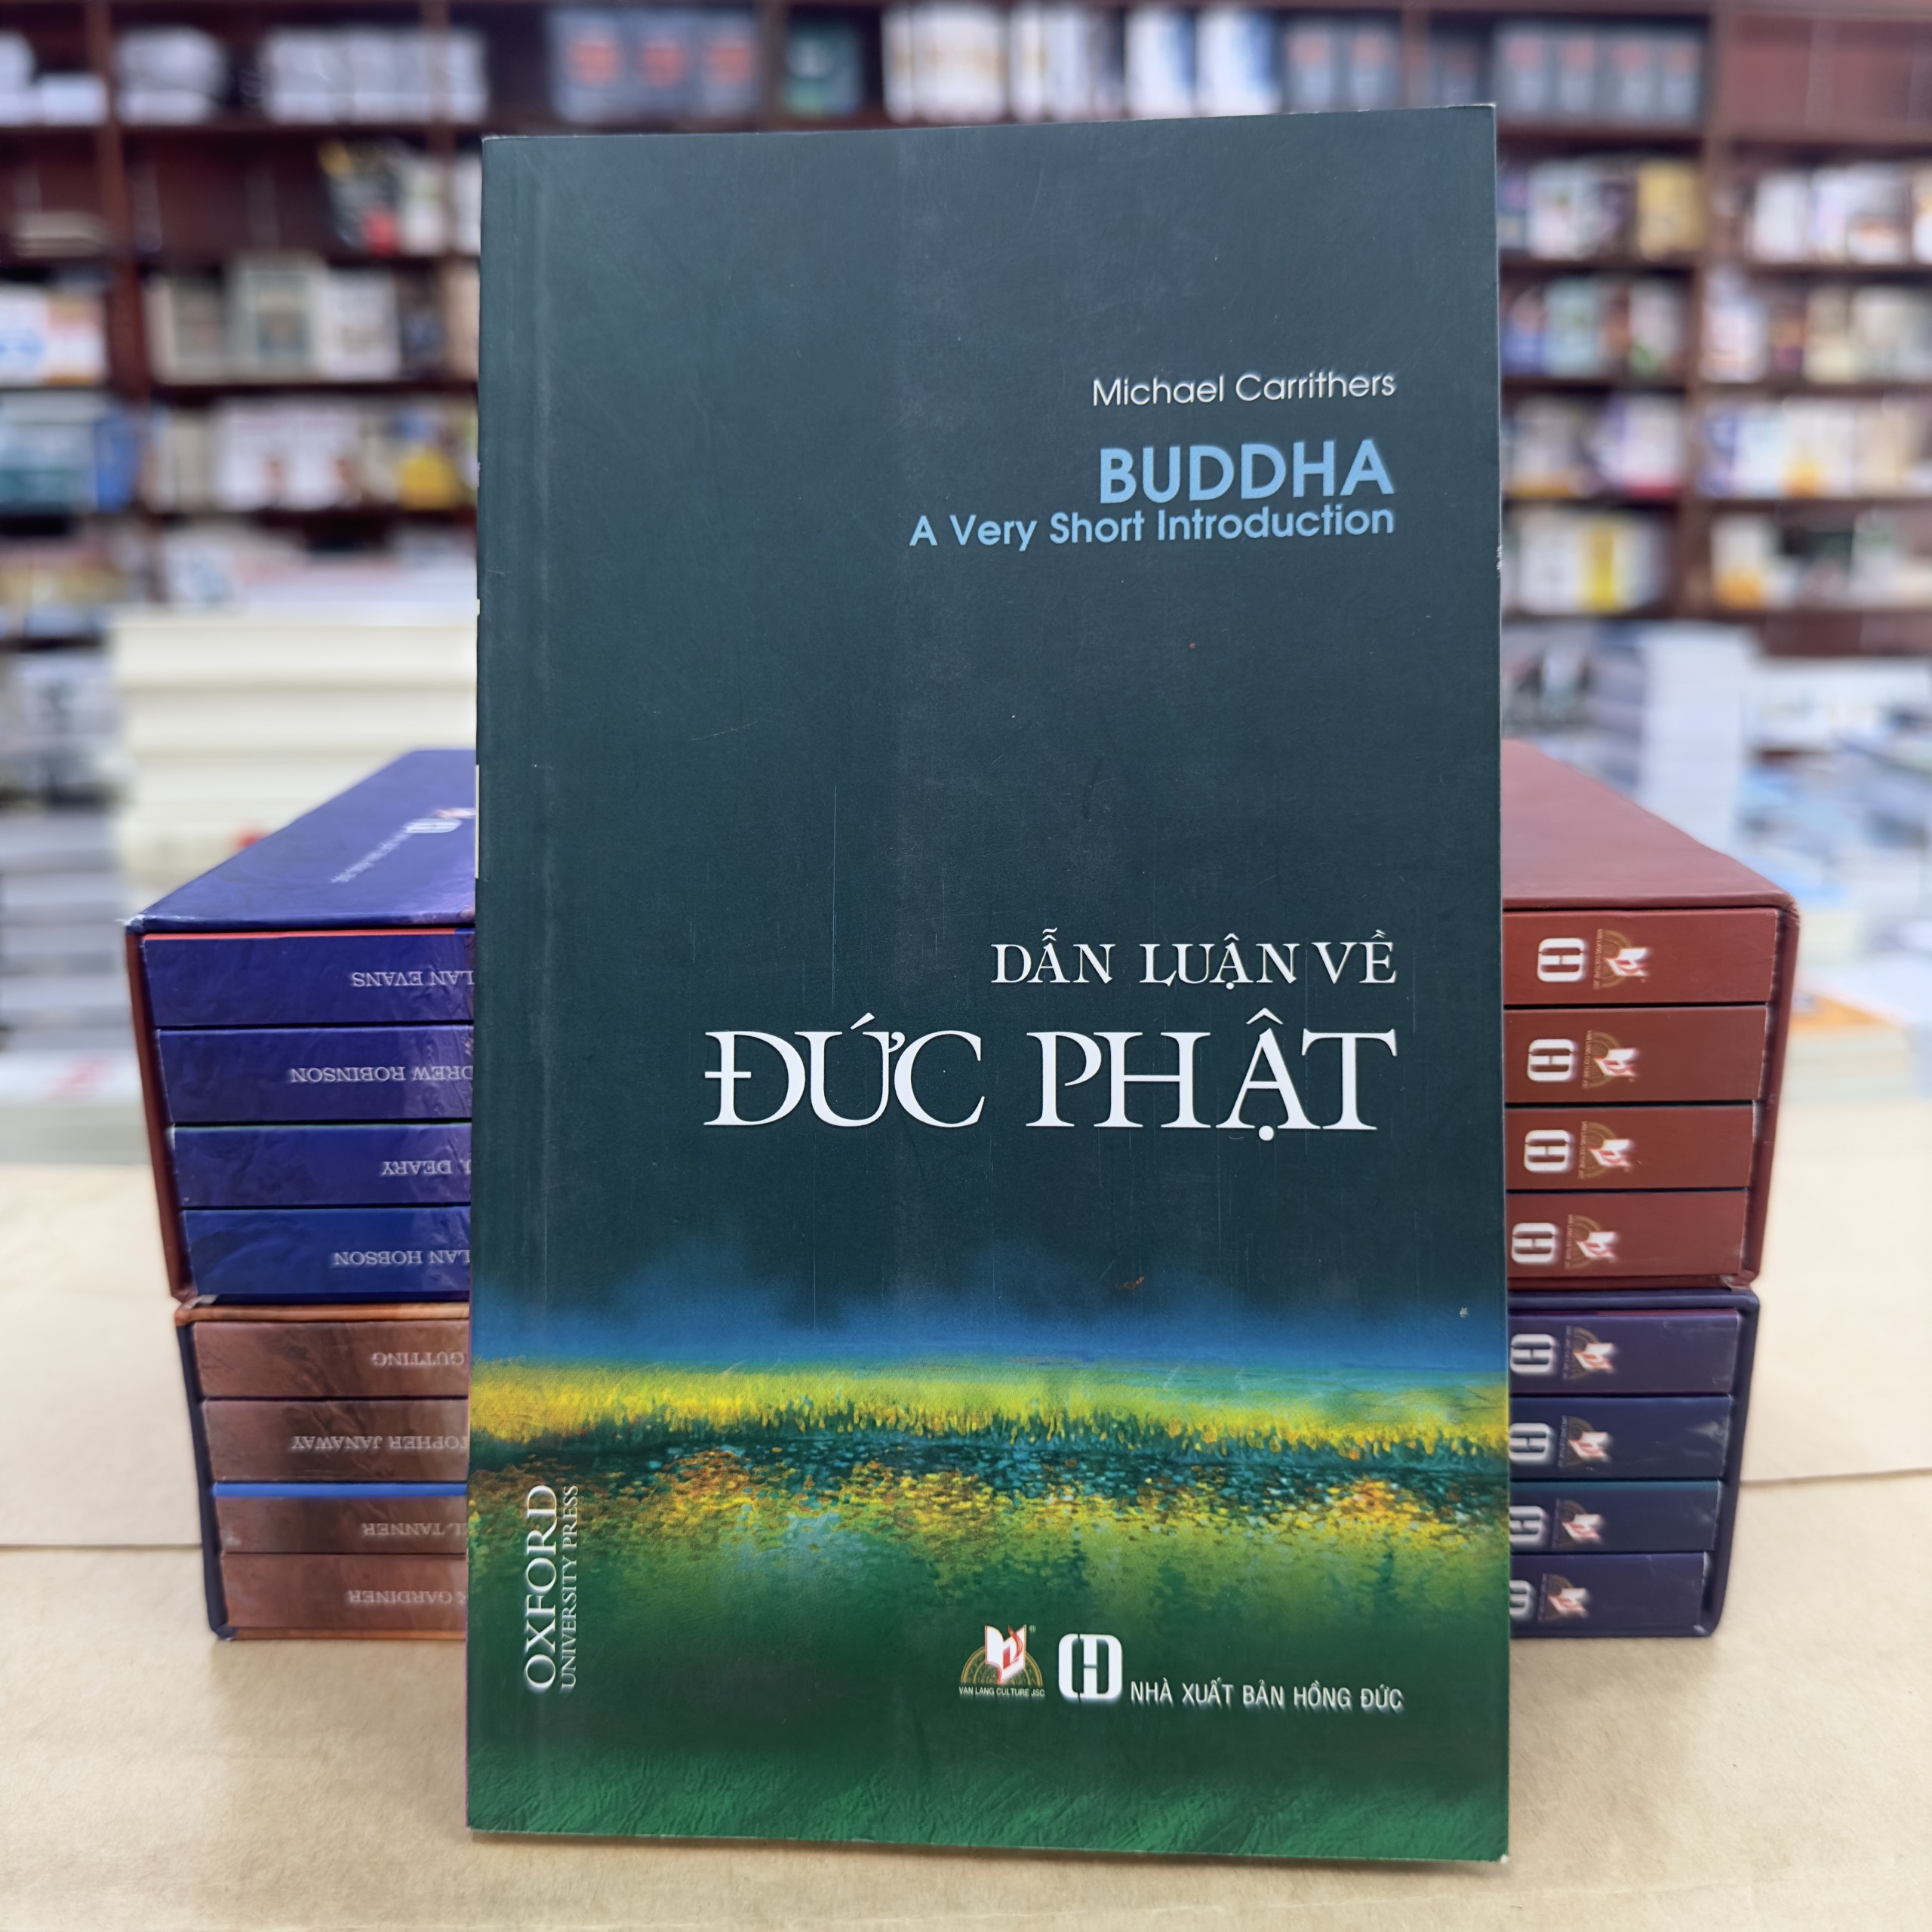 Michael Carrithers
BUDDHA
A Very Short Introduction
DẪN LUẬN VỀ
ĐỨC PHẬT
OXFORD
UNIVERSITY PRESS
VAN LANG CULTURE JSC
NHÀ XUẤT BẢN HỒNG ĐỨC
LAN EVANS
DREW ROBINSON
DEARY
LAN HOBSON
GUTTING
TOPHER JANAWAY
TANNER
GARDINER